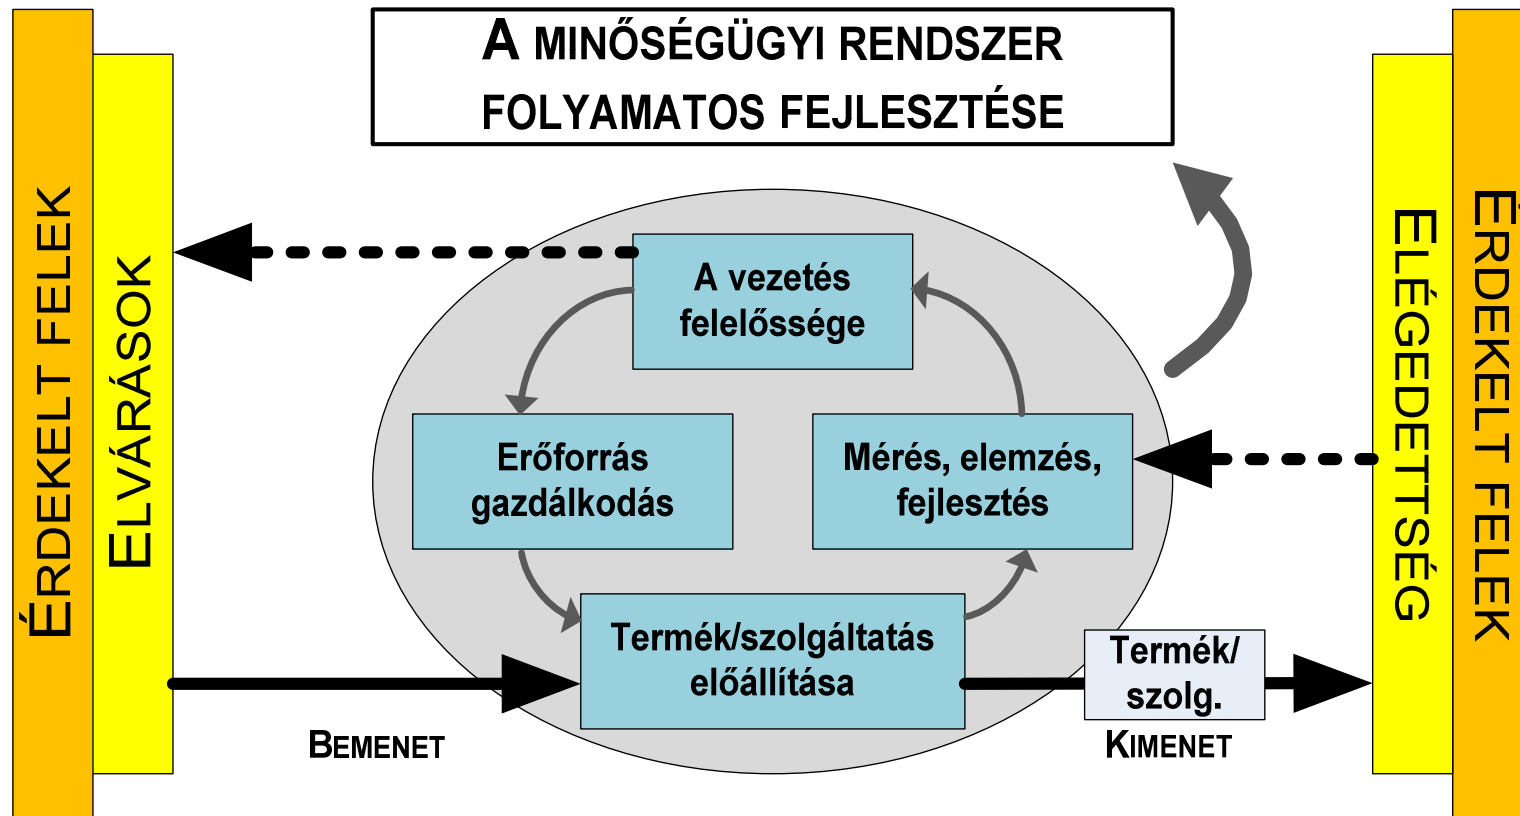 A MINŐSÉGÜGYI RENDSZER
FOLYAMATOS FEJLESZTÉSE
ÉRDEKELT FELEK
ELVÁRÁSOK
A vezetés
felelőssége
Erőforrás
gazdálkodás
Mérés, elemzés,
fejlesztés
Termék/szolgáltatás
előállítása
Termék/
szolg.
BEMENET
KIMENET
ELÉGEDETTSÉG
ÉRDEKELT FELEK